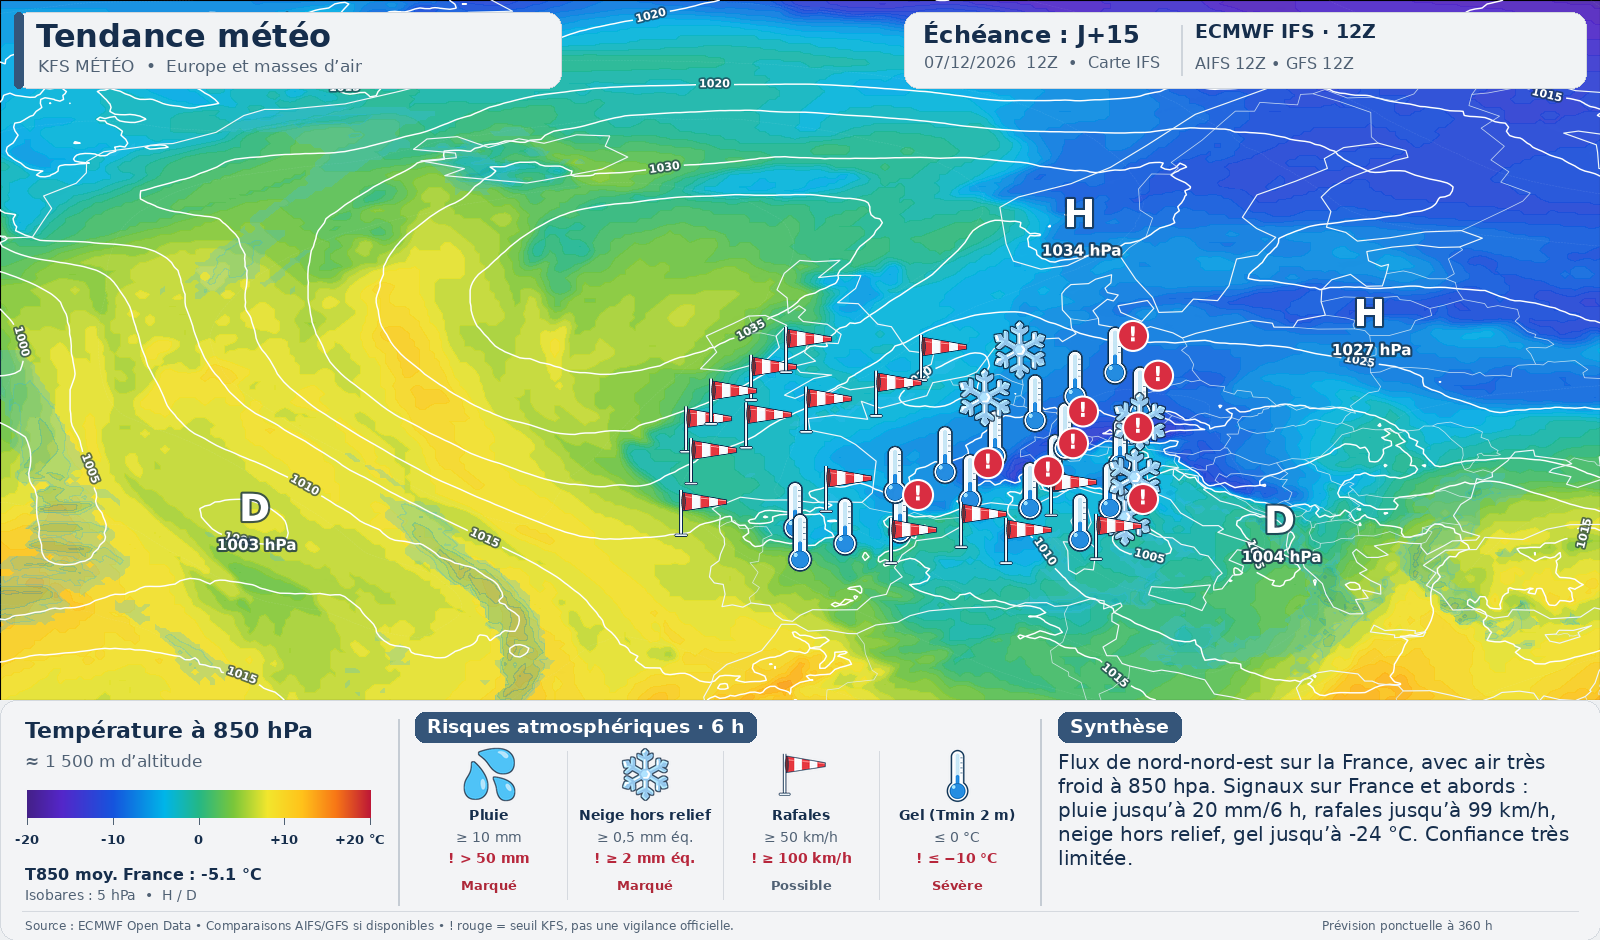 Tendance météo
KFS MÉTÉO • Europe et masses d’air
Échéance : J+15
07/12/2026 12Z • Carte IFS
ECMWF IFS · 12Z
AIFS 12Z • GFS 12Z
1020
1020
1015
1030
H
1034 hPa
H
1027 hPa
1025
1000
1035
1005
1010
D
1003 hPa
1015
1010
1005
D
1004 hPa
1015
1015
1015
Température à 850 hPa
≈ 1 500 m d’altitude
-20 -10 0 +10 +20 °C
T850 moy. France : -5.1 °C
Isobares : 5 hPa • H / D
Risques atmosphériques · 6 h
Pluie
≥ 10 mm
! > 50 mm
Marqué
Neige hors relief
≥ 0,5 mm éq.
! ≥ 2 mm éq.
Marqué
Rafales
≥ 50 km/h
! ≥ 100 km/h
Possible
Gel (Tmin 2 m)
≤ 0 °C
! ≤ −10 °C
Sévère
Synthèse
Flux de nord-nord-est sur la France, avec air très
froid à 850 hpa. Signaux sur France et abords :
pluie jusqu’à 20 mm/6 h, rafales jusqu’à 99 km/h,
neige hors relief, gel jusqu’à -24 °C. Confiance très
limitée.
Source : ECMWF Open Data • Comparaisons AIFS/GFS si disponibles • ! rouge = seuil KFS, pas une vigilance officielle.
Prévision ponctuelle à 360 h